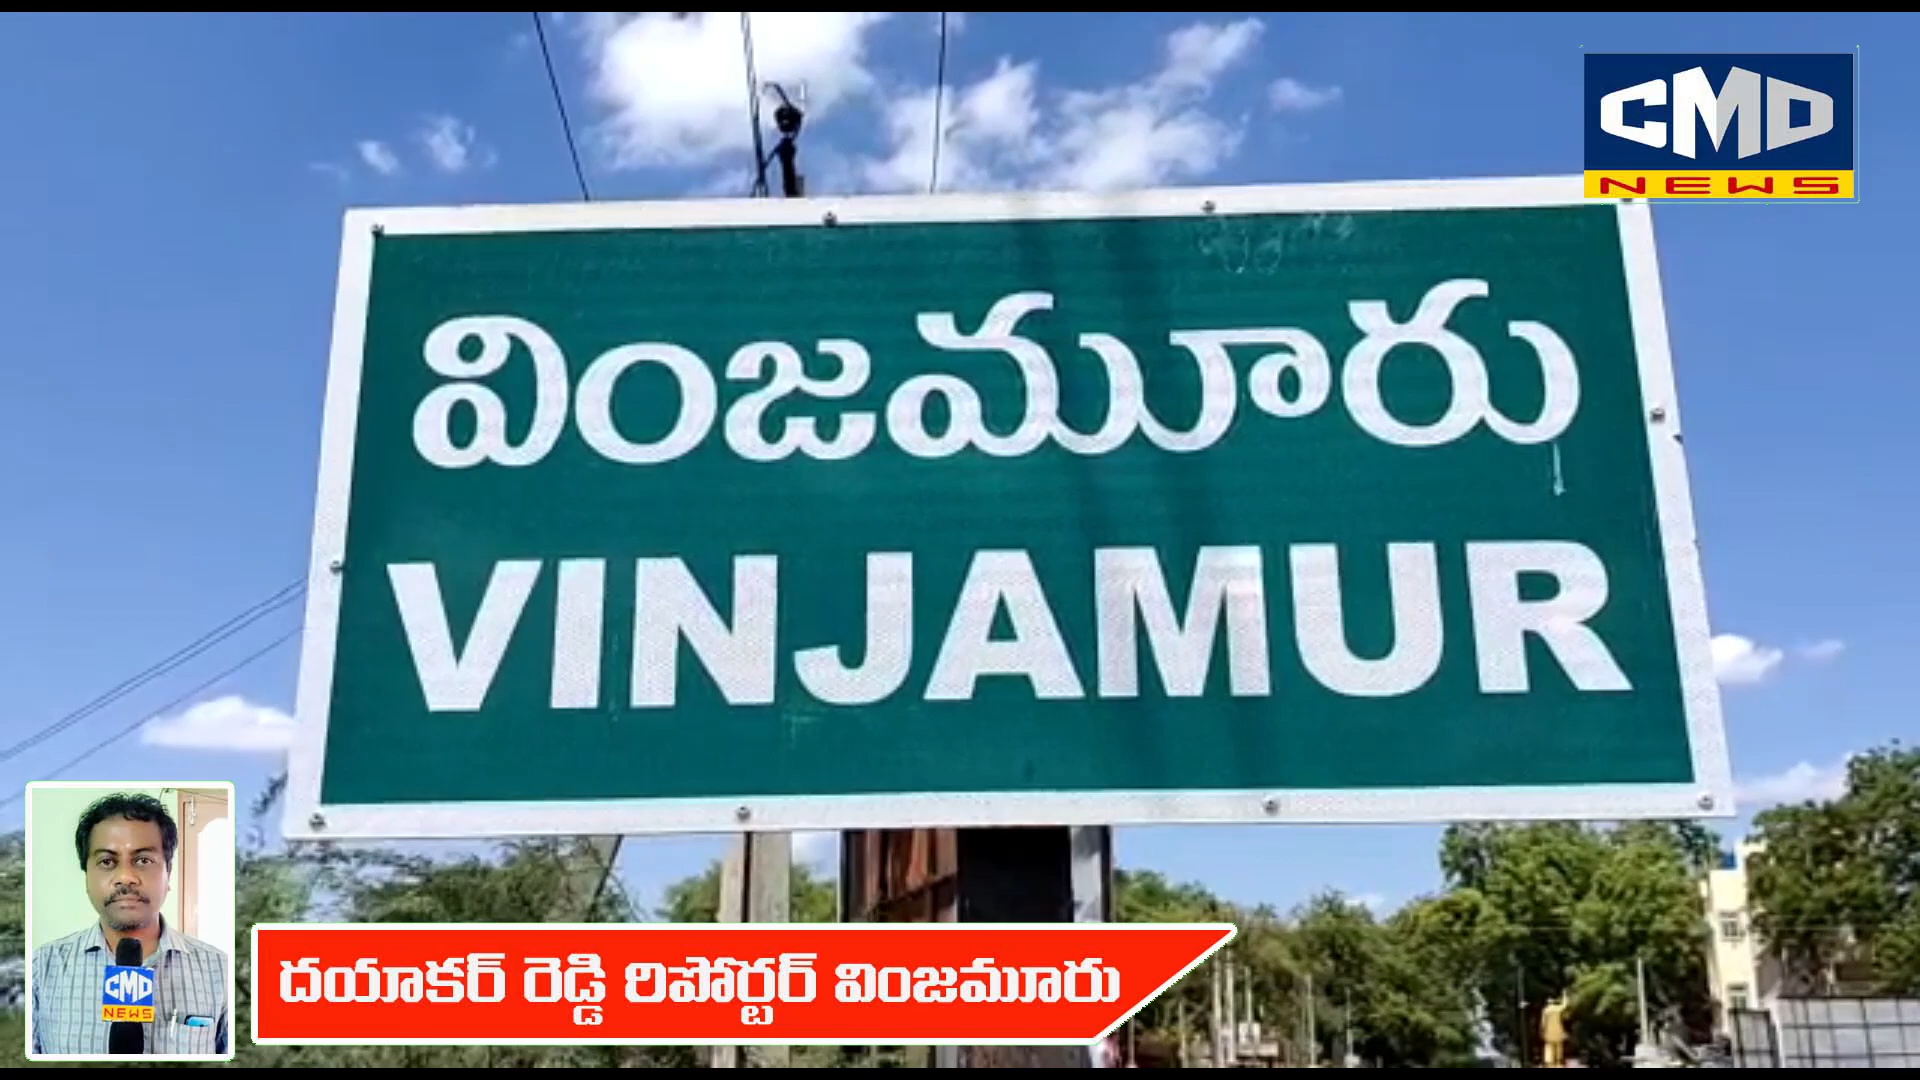 CMD
NEWS
వింజమూరు
VINJAMUR
CMD
NEWS
దయాకర్ రెడ్డి రిపోర్టర్ వింజమూరు